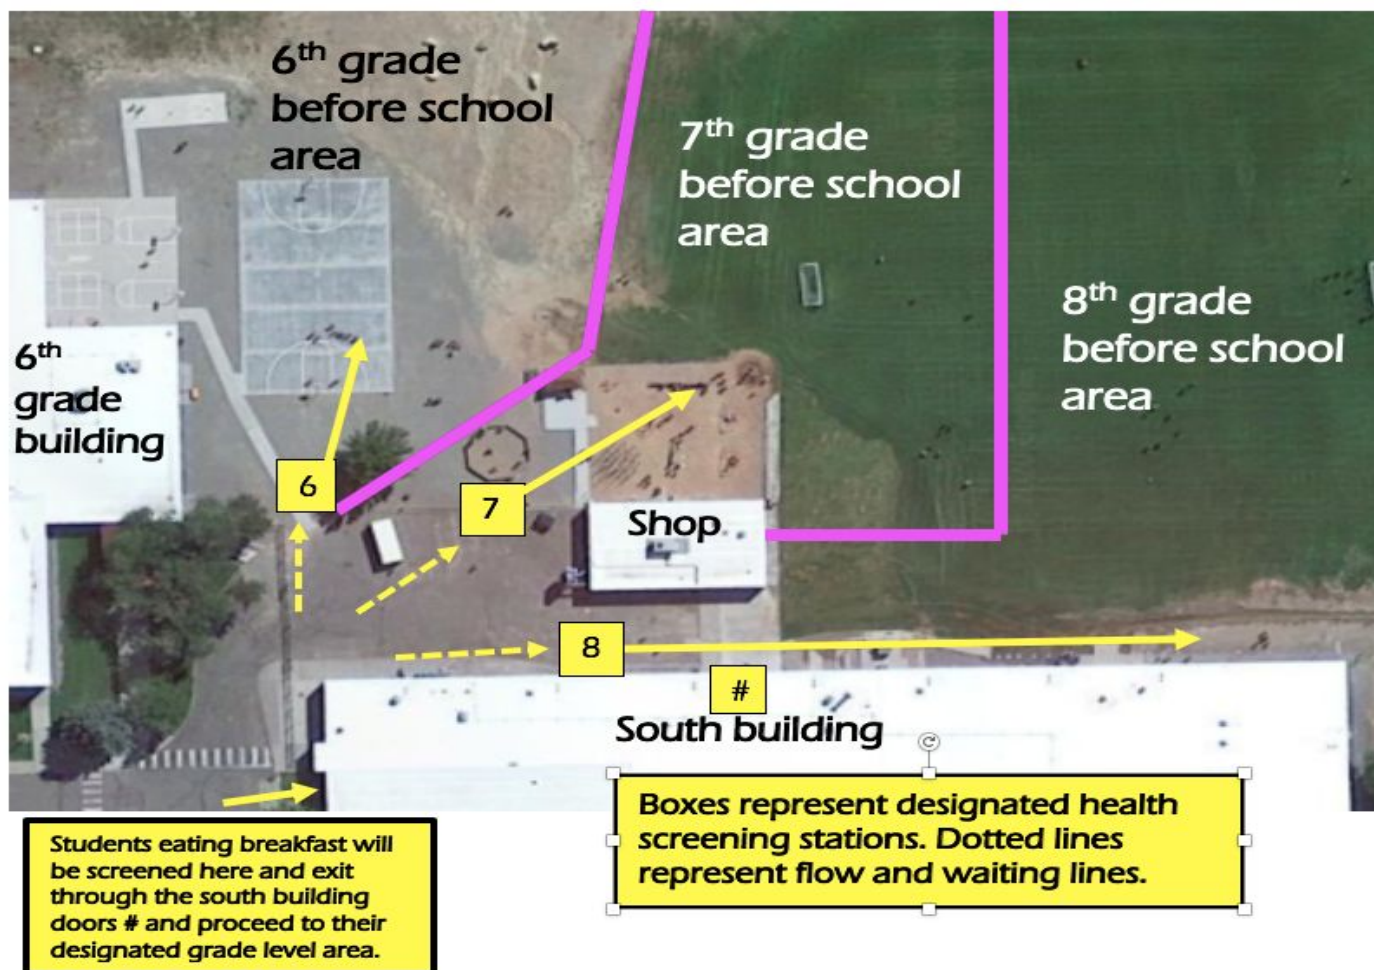 6th grade
before school
area
7th grade
before school
area
8th grade
before school
area
6th
grade
building
6
7
Shop
8
#
South building
Boxes represent designated health
screening stations. Dotted lines
represent flow and waiting lines.
Students eating breakfast will
be screened here and exit
through the south building
doors # and proceed to their
designated grade level area.